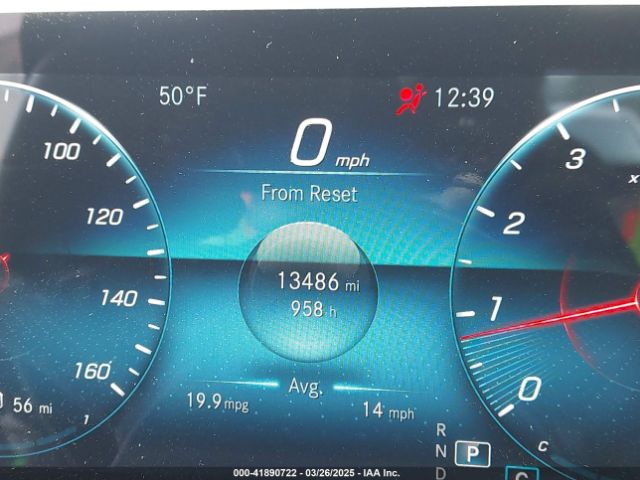 50°F
12:39
0 mph
From Reset
100
120
140
160
13486 mi
958 h
Avg.
19.9 mpg
14 mph
56 mi
1
3
x
2
1
0
C
R
N P
D C
000-41890722 - 03/26/2025 - IAA Inc.